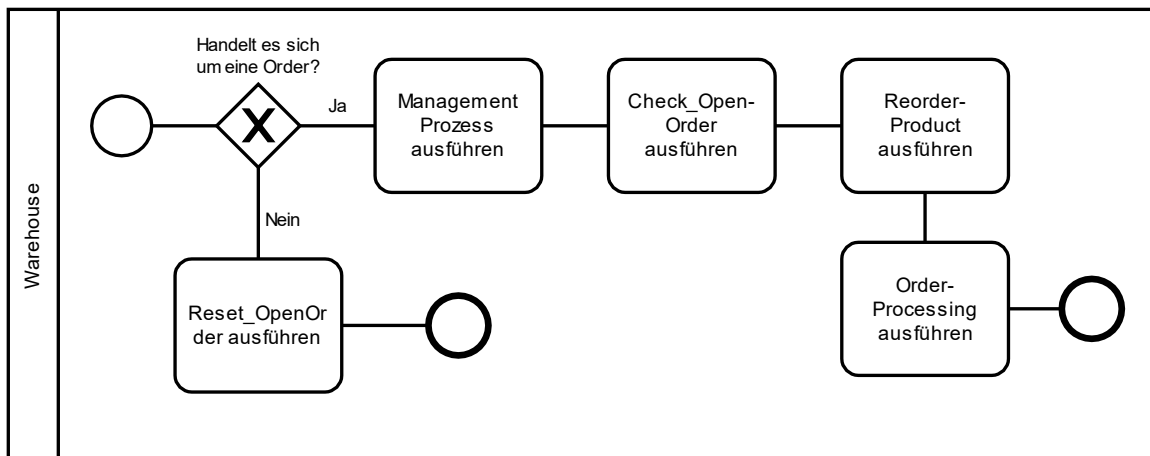 Warehouse
Handelt es sich
um eine Order?
Ja
Nein
Management
Prozess
ausführen
Check_Open-
Order
ausführen
Reorder-
Product
ausführen
Reset_OpenOr
der ausführen
Order-
Processing
ausführen